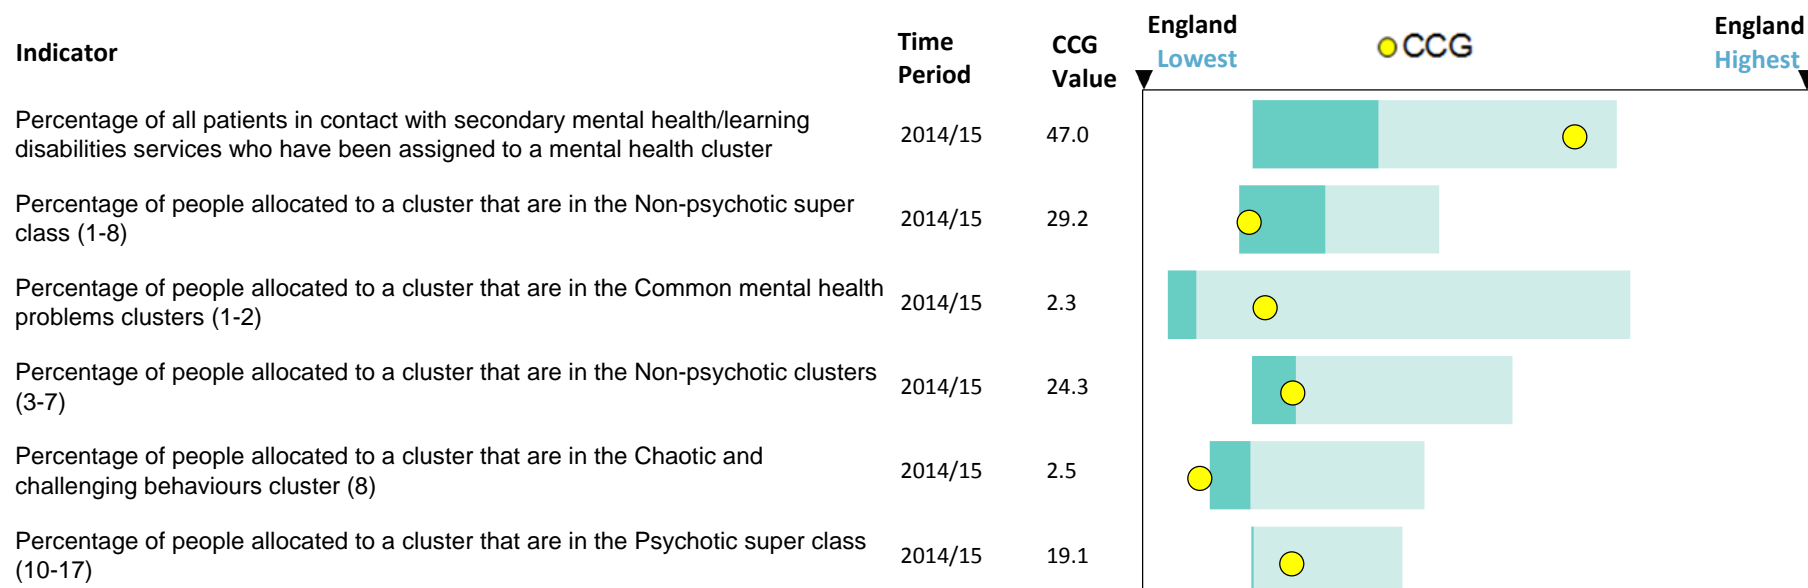 Indicator
Time
Period
CCG
Value
England
Lowest
CCG
England
Highest
Percentage of all patients in contact with secondary mental health/learning
disabilities services who have been assigned to a mental health cluster
2014/15
47.0
Percentage of people allocated to a cluster that are in the Non-psychotic super
class (1-8)
2014/15
29.2
Percentage of people allocated to a cluster that are in the Common mental health
problems clusters (1-2)
2014/15
2.3
Percentage of people allocated to a cluster that are in the Non-psychotic clusters
(3-7)
2014/15
24.3
Percentage of people allocated to a cluster that are in the Chaotic and
challenging behaviours cluster (8)
2014/15
2.5
Percentage of people allocated to a cluster that are in the Psychotic super class
(10-17)
2014/15
19.1